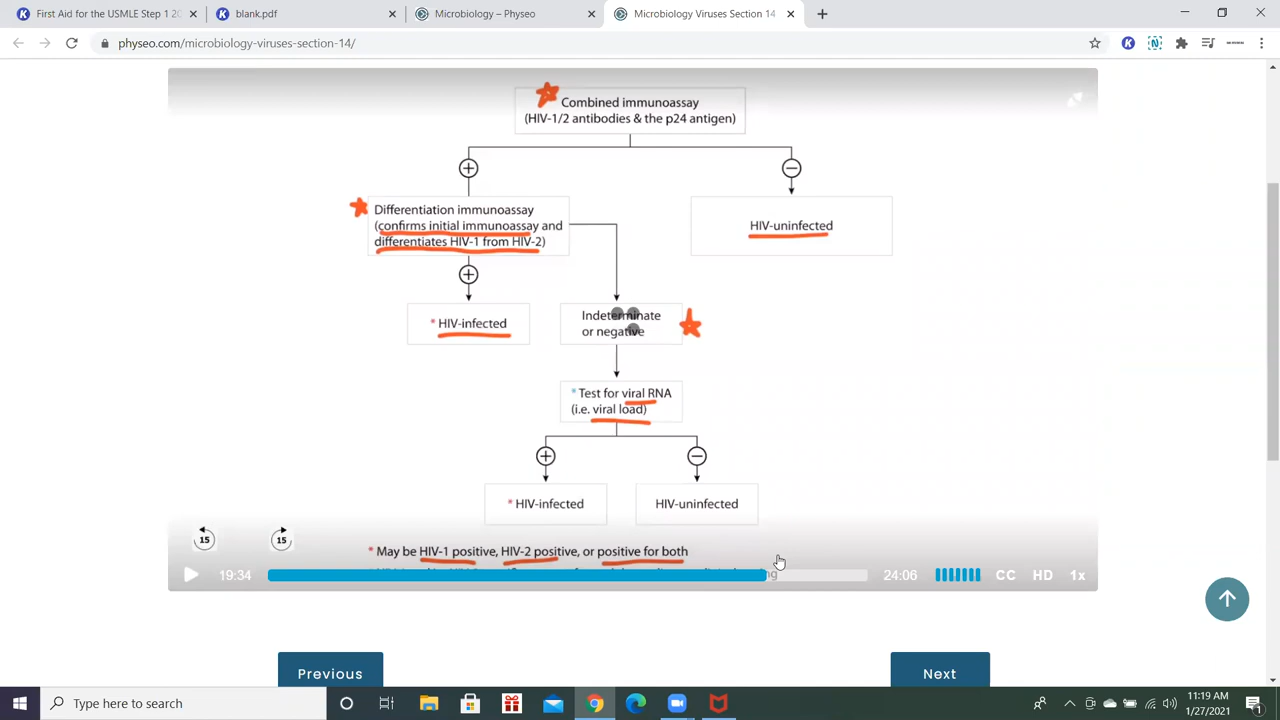 First Aid for the USMLE Step 1 20
blank.pdf
Microbiology – Physeo
Microbiology Viruses Section 14
physeo.com/microbiology-viruses-section-14/
Combined immunoassay
(HIV-1/2 antibodies & the p24 antigen)
Differentiation immunoassay
(confirms initial immunoassay and
differentiates HIV-1 from HIV-2)
HIV-uninfected
* HIV-infected
Indeterminate
or negative
* Test for viral RNA
(i.e. viral load)
* HIV-infected
HIV-uninfected
15
15
* May be HIV-1 positive, HIV-2 positive, or positive for both
19:34
24:06
CC
HD
1x
Previous
Next
Type here to search
11:19 AM
1/27/2021